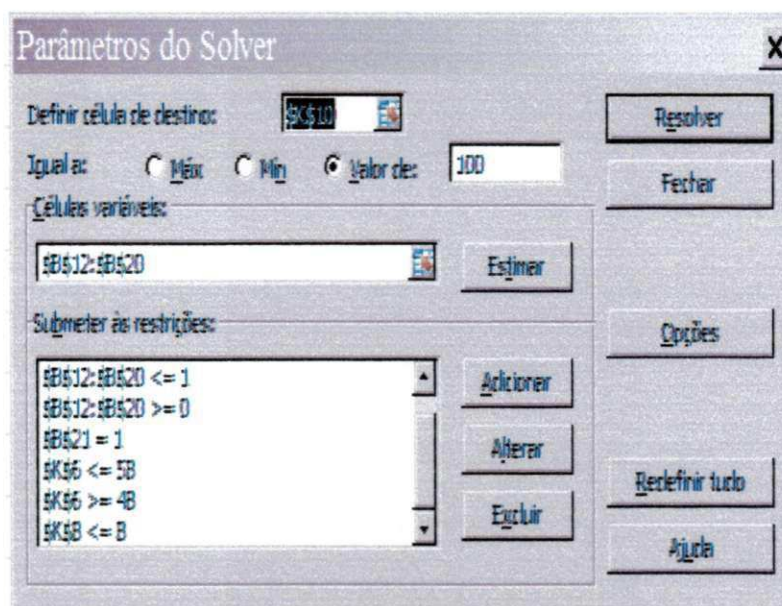 Parâmetros do Solver
X
Definir célula de destino: $K$10
Resolver
Igual a: Máx Min Valor de: 100
Fechar
Células variáveis:
$B$12:$B$20
Estimar
Submeter às restrições:
Opções
$B$12:$B$20 <= 1
$B$12:$B$20 >= 0
$B$21 = 1
$K$6 <= 58
$K$6 >= 48
$K$8 <= 8
Adicionar
Alterar
Excluir
Redefinir tudo
Ajuda